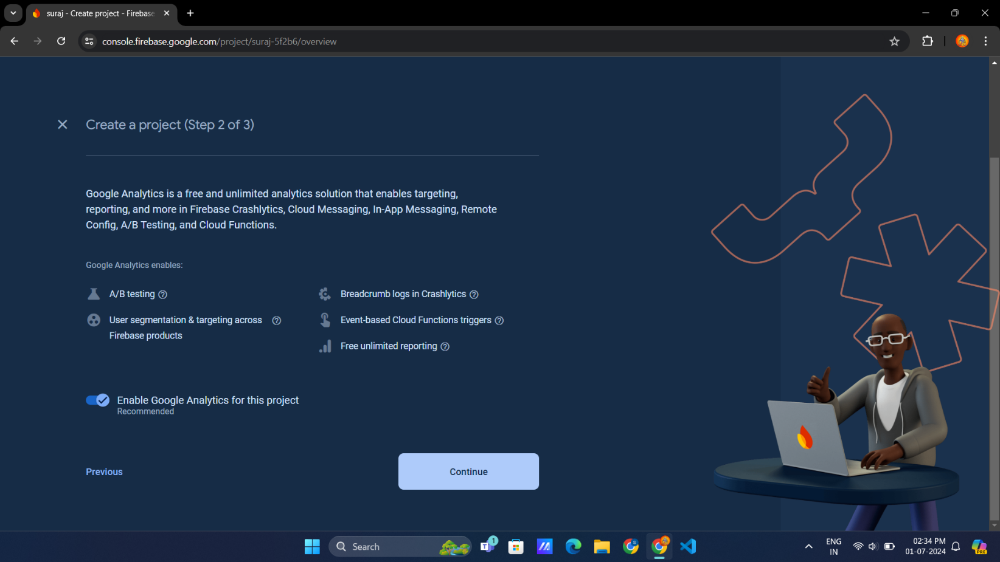 suraj - Create project - Firebase
console.firebase.google.com/project/suraj-5f2b6/overview
Create a project (Step 2 of 3)
Google Analytics is a free and unlimited analytics solution that enables targeting,
reporting, and more in Firebase Crashlytics, Cloud Messaging, In-App Messaging, Remote
Config, A/B Testing, and Cloud Functions.
Google Analytics enables:
A/B testing
Breadcrumb logs in Crashlytics
User segmentation & targeting across
Firebase products
Event-based Cloud Functions triggers
Free unlimited reporting
Enable Google Analytics for this project
Recommended
Previous
Continue
Search
1
ENG
IN
02:34 PM
01-07-2024
PRE